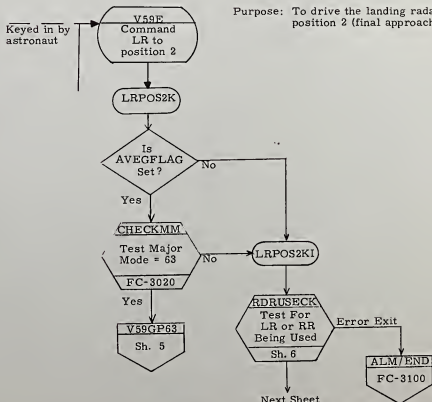 Keyed in by
astronaut
V59E
Command
LR to
position 2
Purpose: To drive the landing rada
position 2 (final approach
LRPOS2K
Is
AVEGFLAG
Set?
No
Yes
CHECKMM
Test Major
Mode = 63
FC-3020
No
LRPOS2KI
Yes
V59GP63
Sh. 5
RDRUSECK
Test For
LR or RR
Being Used
Sh. 6
Error Exit
ALM/END
FC-3100
Next Sheet